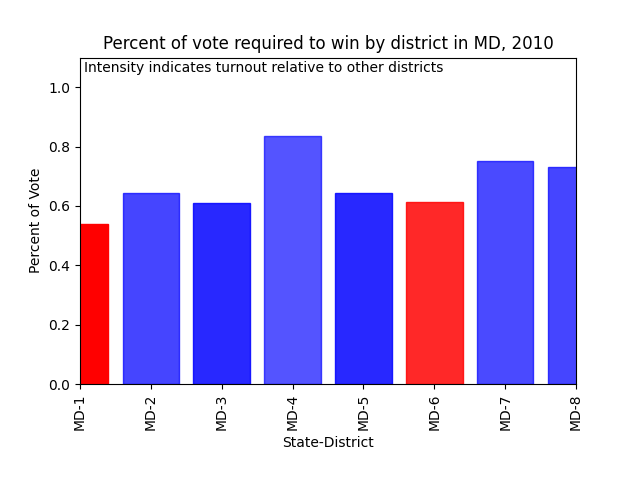 Percent of vote required to win by district in MD, 2010
Intensity indicates turnout relative to other districts
1.0
0.8
0.6
0.4
0.2
0.0
Percent of Vote
MD-1
MD-2
MD-3
MD-4
MD-5
MD-6
MD-7
MD-8
State-District